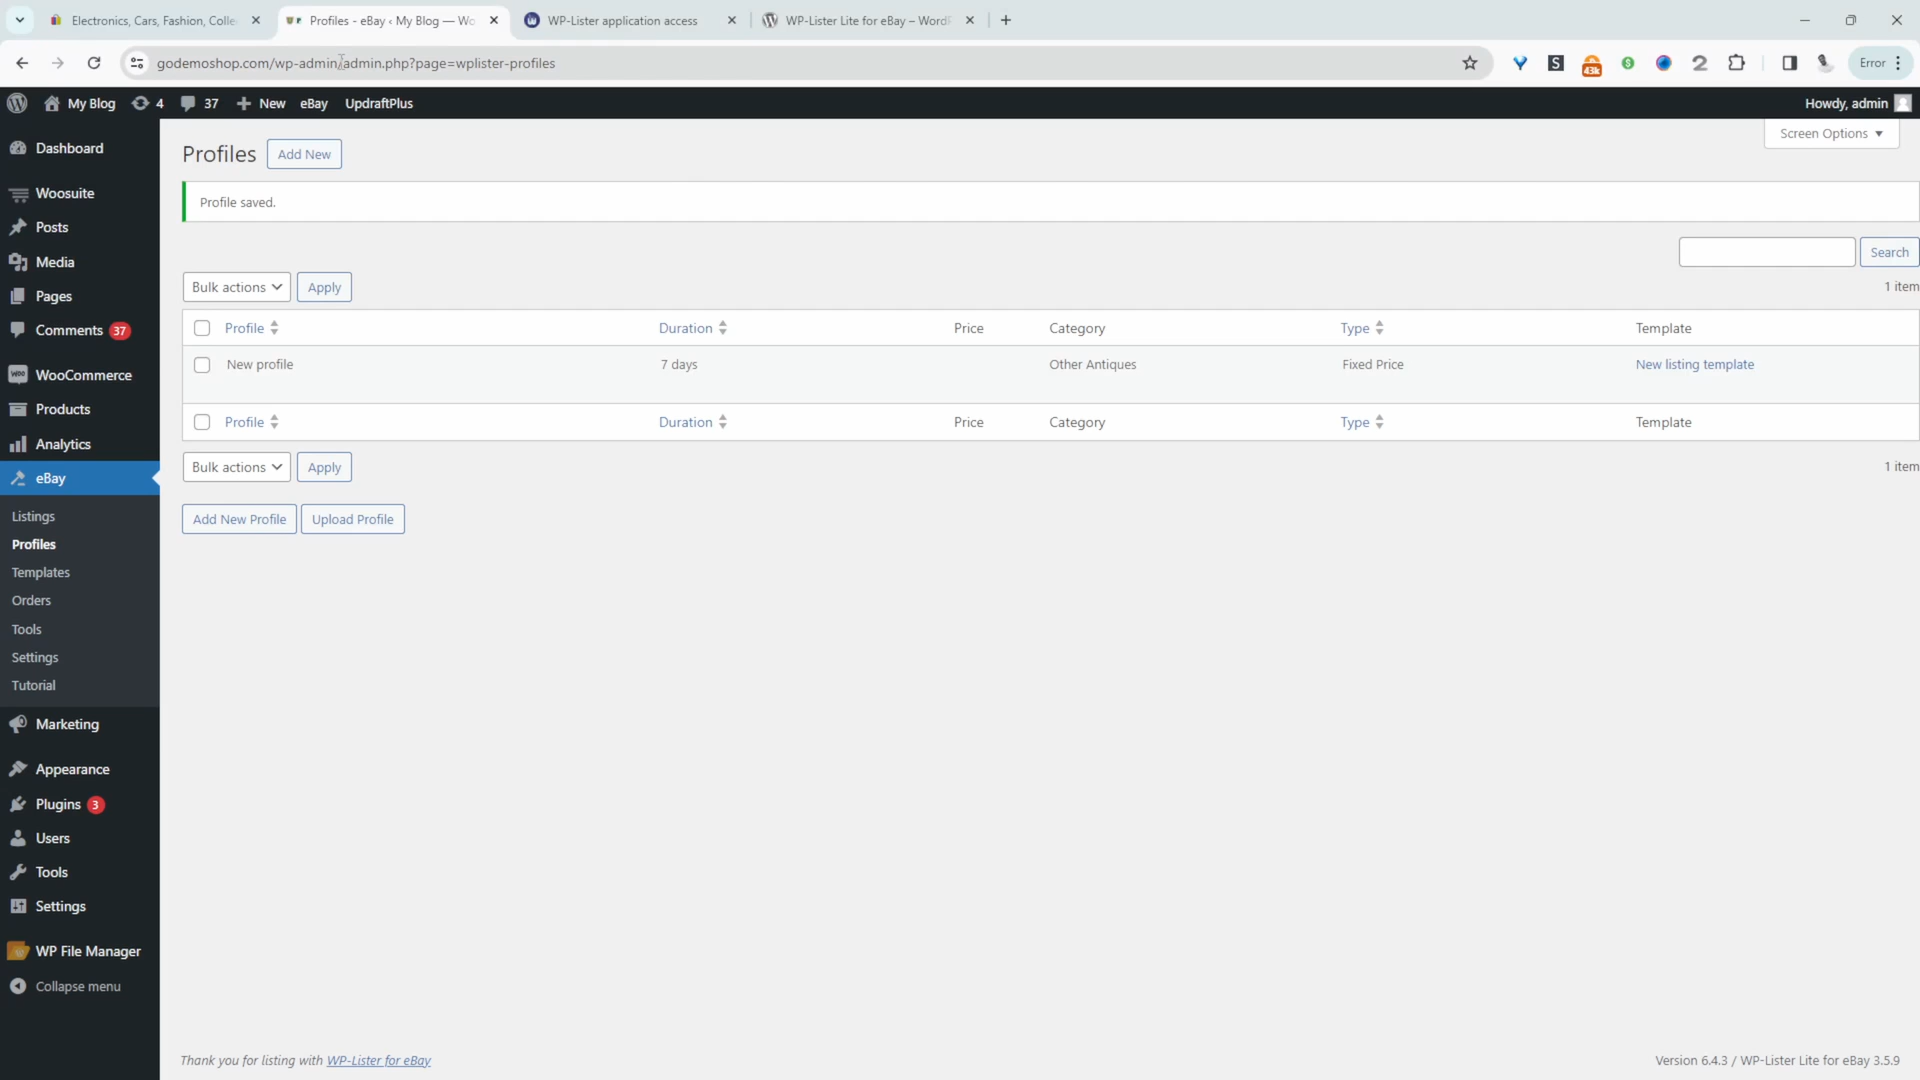 Electronics, Cars, Fashion, Colle
Profiles - eBay ‹ My Blog — Wo
WP-Lister application access
WP-Lister Lite for eBay – Word
godemoshop.com/wp-admin/admin.php?page=wplister-profiles
S
43k
Error
My Blog
4
37
New
eBay
UpdraftPlus
Howdy, admin
Screen Options
Dashboard
Woosuite
Posts
Media
Pages
Comments 37
WooCommerce
Products
Analytics
eBay
Listings
Profiles
Templates
Orders
Tools
Settings
Tutorial
Marketing
Appearance
Plugins 3
Users
Tools
Settings
WP File Manager
Collapse menu
Profiles
Add New
Profile saved.
Search
Bulk actions
Apply
1 item
Profile Duration Price Category Type Template
New profile 7 days Other Antiques Fixed Price New listing template
Profile Duration Price Category Type Template
Bulk actions
Apply
1 item
Add New Profile
Upload Profile
Thank you for listing with WP-Lister for eBay
Version 6.4.3 / WP-Lister Lite for eBay 3.5.9